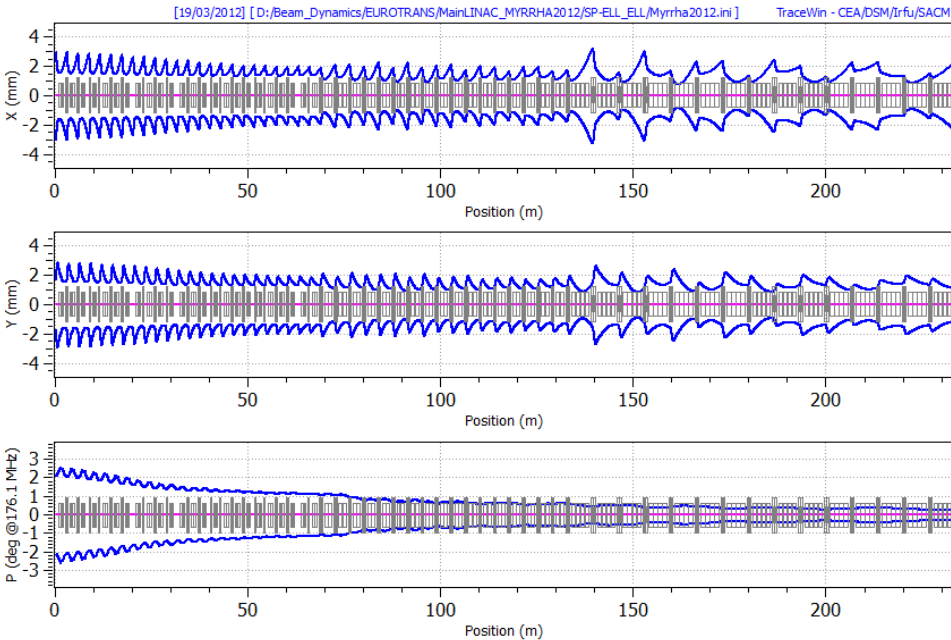 [19/03/2012] [ D:/Beam_Dynamics/EUROTRANS/MainLINAC_MYRRHA2012/SP-ELL_ELL/Myrrha2012.ini ] TraceWin - CEA/DSM/Irfu/SACM
X (mm)
4
2
0
-2
-4
0 50 100 150 200
Position (m)
Y (mm)
4
2
0
-2
-4
0 50 100 150 200
Position (m)
P (deg @176.1 MHz)
3
2
1
0
-1
-2
-3
0 50 100 150 200
Position (m)